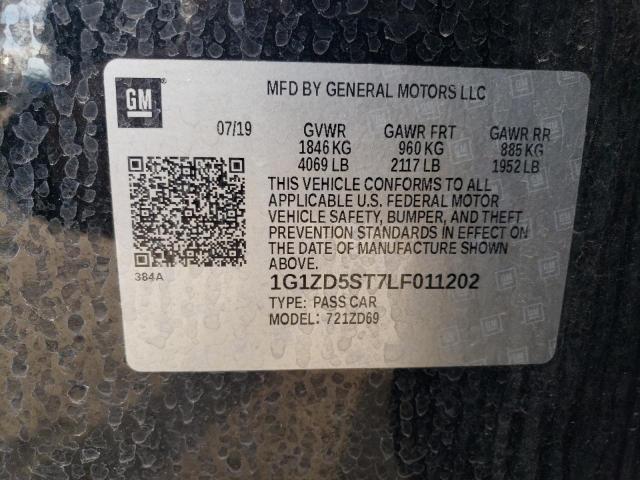 GM
MFD BY GENERAL MOTORS LLC
07/19 GVWR GAWR FRT GAWR RR
1846 KG 960 KG 885 KG
4069 LB 2117 LB 1952 LB
THIS VEHICLE CONFORMS TO ALL
APPLICABLE U.S. FEDERAL MOTOR
VEHICLE SAFETY, BUMPER, AND THEFT
PREVENTION STANDARDS IN EFFECT ON
THE DATE OF MANUFACTURE SHOWN
ABOVE.
384A
1G1ZD5ST7LF011202
TYPE: PASS CAR
MODEL: 721ZD69